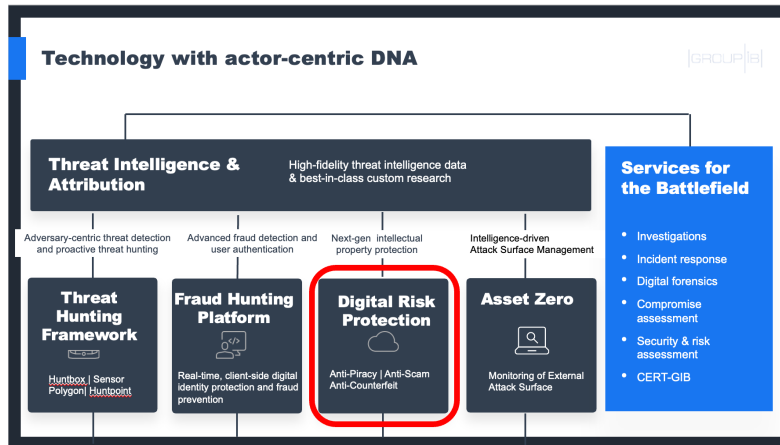 Technology with actor-centric DNA
GROUP|IB|
Threat Intelligence &
Attribution
High-fidelity threat intelligence data
& best-in-class custom research
Services for
the Battlefield
• Investigations
• Incident response
• Digital forensics
• Compromise
assessment
• Security & risk
assessment
• CERT-GIB
Adversary-centric threat detection
and proactive threat hunting
Advanced fraud detection and
user authentication
Next-gen intellectual
property protection
Intelligence-driven
Attack Surface Management
Threat
Hunting
Framework
Huntbox | Sensor
Polygon| Huntpoint
Fraud Hunting
Platform
Real-time, client-side digital
identity protection and fraud
prevention
Digital Risk
Protection
Anti-Piracy | Anti-Scam
Anti-Counterfeit
Asset Zero
Monitoring of External
Attack Surface